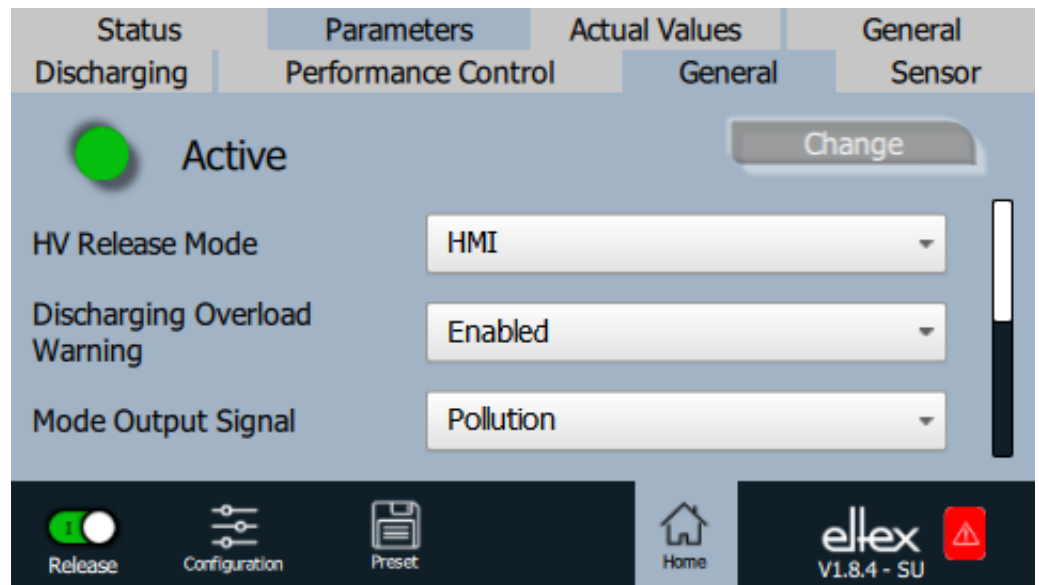 Status Parameters Actual Values General
Discharging Performance Control General Sensor
Active Change
HV Release Mode HMI
Discharging Overload
Warning Enabled
Mode Output Signal Pollution
I
Release Configuration Preset Home
eltex
V1.8.4 - SU